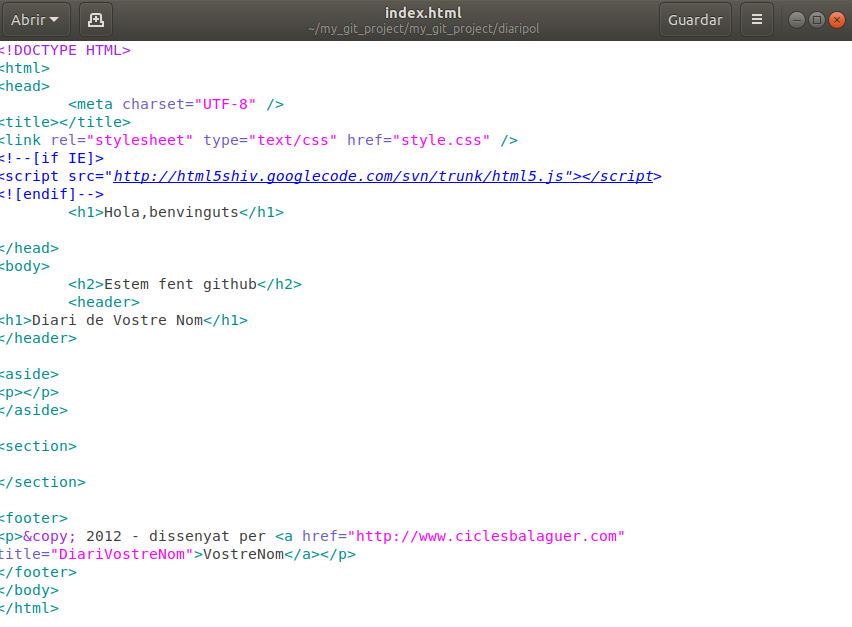 Abrir
index.html
~/my_git_project/my_git_project/diaripol
Guardar
<!DOCTYPE HTML>
<html>
<head>
        <meta charset="UTF-8" />
<title></title>
<link rel="stylesheet" type="text/css" href="style.css" />
<!--[if IE]>
<script src="http://html5shiv.googlecode.com/svn/trunk/html5.js"></script>
<![endif]-->
        <h1>Hola,benvinguts</h1>
</head>
<body>
        <h2>Estem fent github</h2>
        <header>
<h1>Diari de Vostre Nom</h1>
</header>
<aside>
<p></p>
</aside>
<section>
</section>
<footer>
<p>&copy; 2012 - dissenyat per <a href="http://www.ciclesbalaguer.com"
title="DiariVostreNom">VostreNom</a></p>
</footer>
</body>
</html>